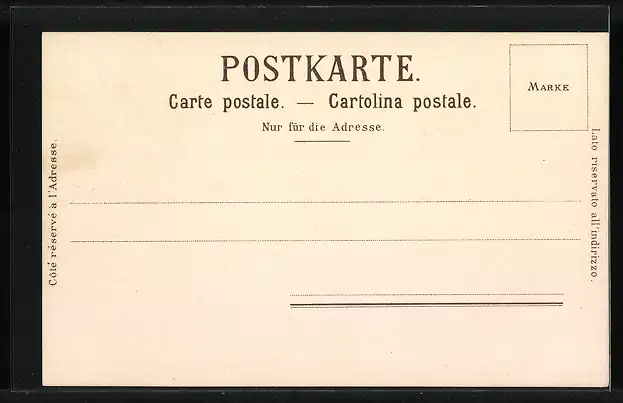 POSTKARTE.
Carte postale. — Cartolina postale.
Nur für die Adresse.
MARKE
Côté réservé à l'Adresse.
Lato riservato all'indirizzo.